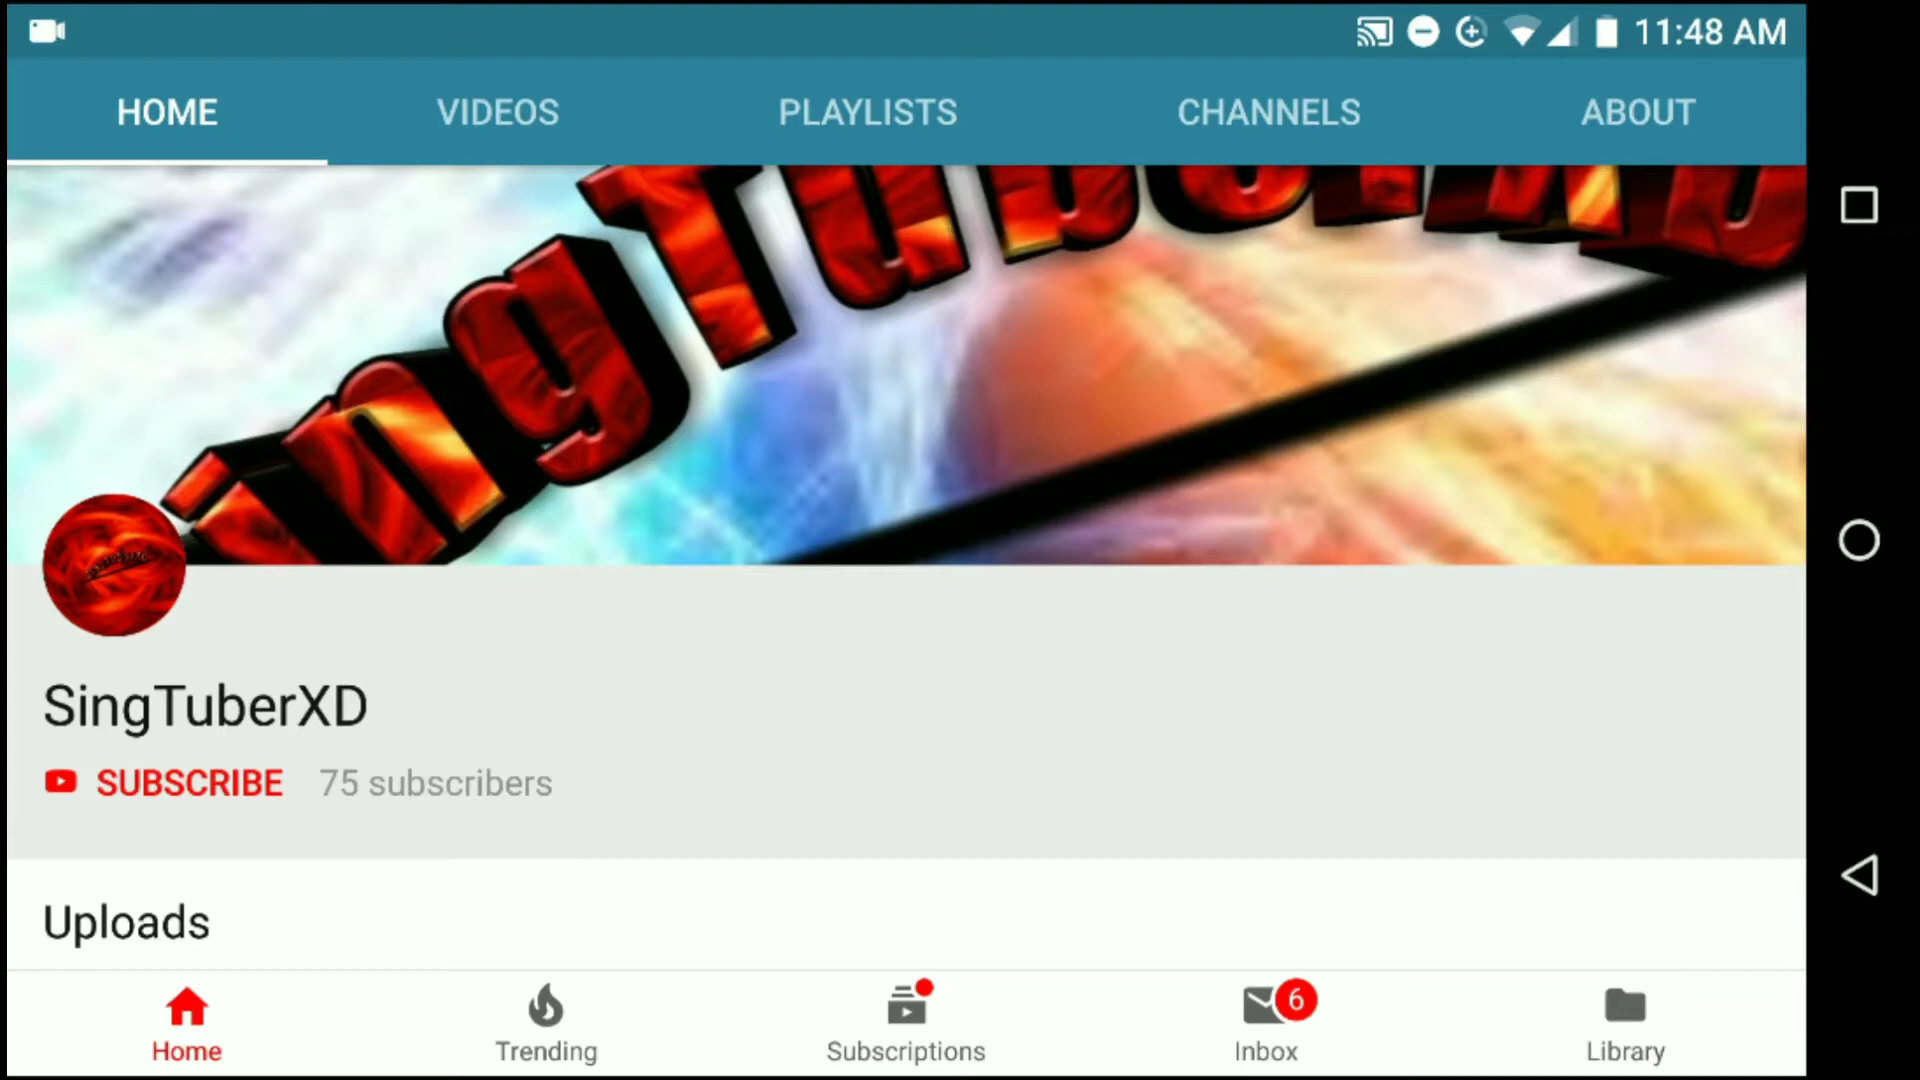 11:48 AM
HOME VIDEOS PLAYLISTS CHANNELS ABOUT
ingTuberXD
SingTuberXD
SUBSCRIBE 75 subscribers
Uploads
6
Home Trending Subscriptions Inbox Library